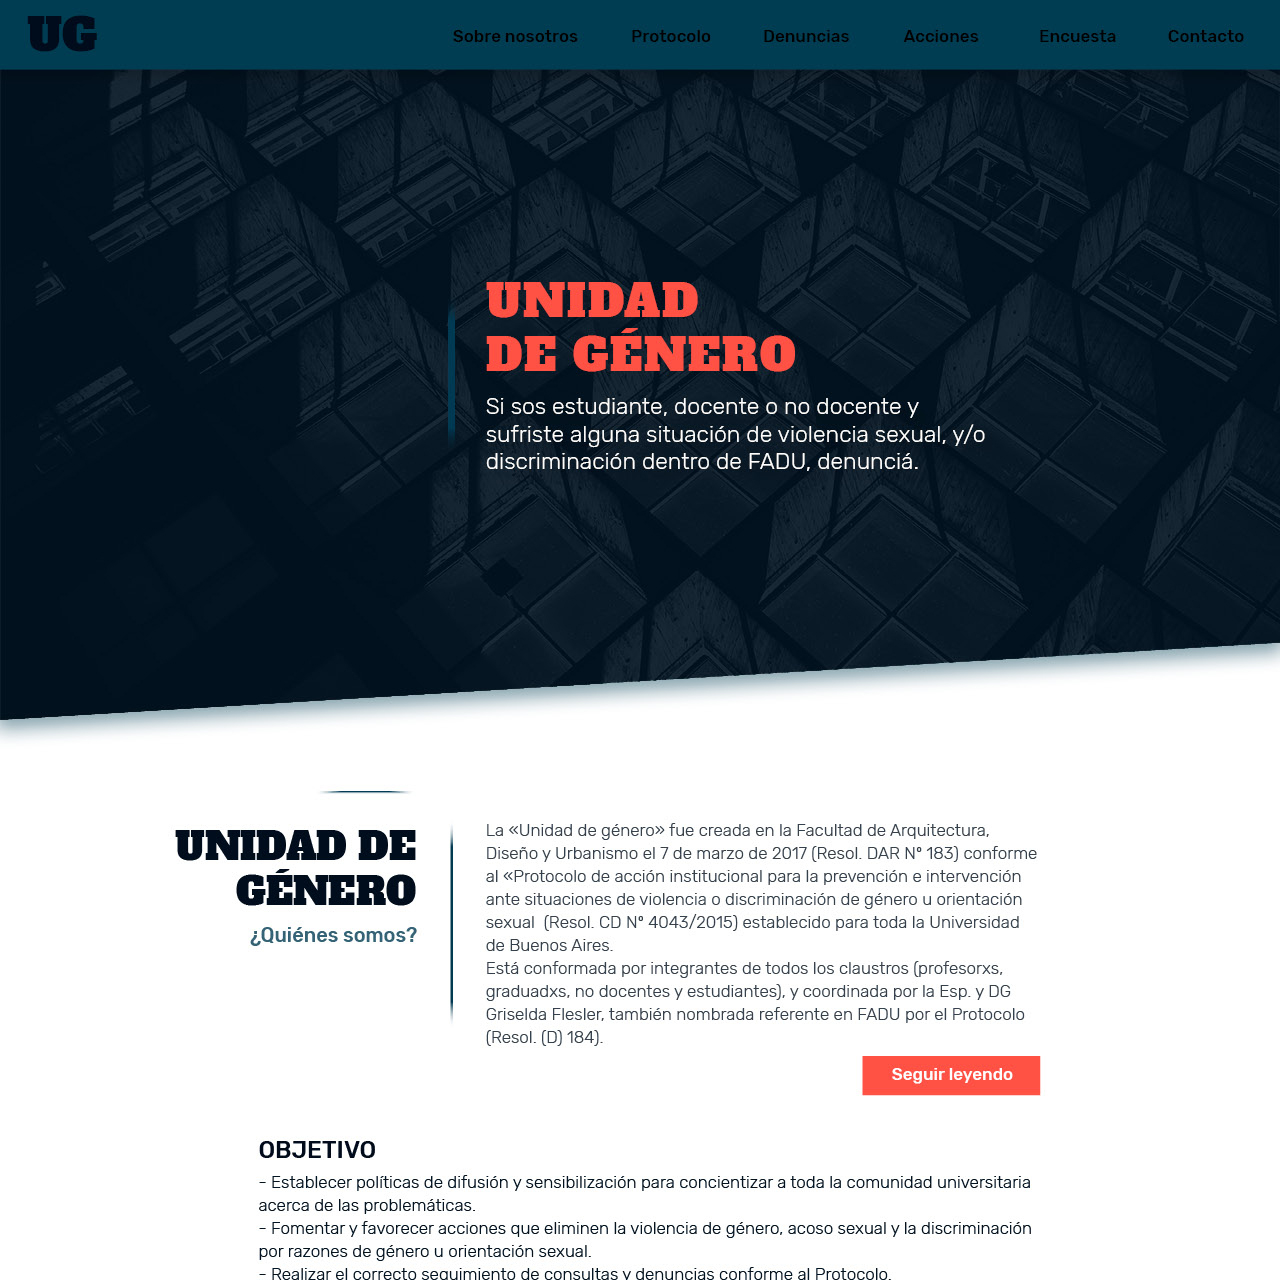 UG
Sobre nosotros Protocolo Denuncias Acciones Encuesta Contacto
UNIDAD
DE GÉNERO
Si sos estudiante, docente o no docente y
sufriste alguna situación de violencia sexual, y/o
discriminación dentro de FADU, denunciá.
UNIDAD DE
GÉNERO
¿Quiénes somos?
La «Unidad de género» fue creada en la Facultad de Arquitectura,
Diseño y Urbanismo el 7 de marzo de 2017 (Resol. DAR Nº 183) conforme
al «Protocolo de acción institucional para la prevención e intervención
ante situaciones de violencia o discriminación de género u orientación
sexual  (Resol. CD Nº 4043/2015) establecido para toda la Universidad
de Buenos Aires.
Está conformada por integrantes de todos los claustros (profesorxs,
graduadxs, no docentes y estudiantes), y coordinada por la Esp. y DG
Griselda Flesler, también nombrada referente en FADU por el Protocolo
(Resol. (D) 184).
Seguir leyendo
OBJETIVO
- Establecer políticas de difusión y sensibilización para concientizar a toda la comunidad universitaria
acerca de las problemáticas.
- Fomentar y favorecer acciones que eliminen la violencia de género, acoso sexual y la discriminación
por razones de género u orientación sexual.
- Realizar el correcto seguimiento de consultas y denuncias conforme al Protocolo.